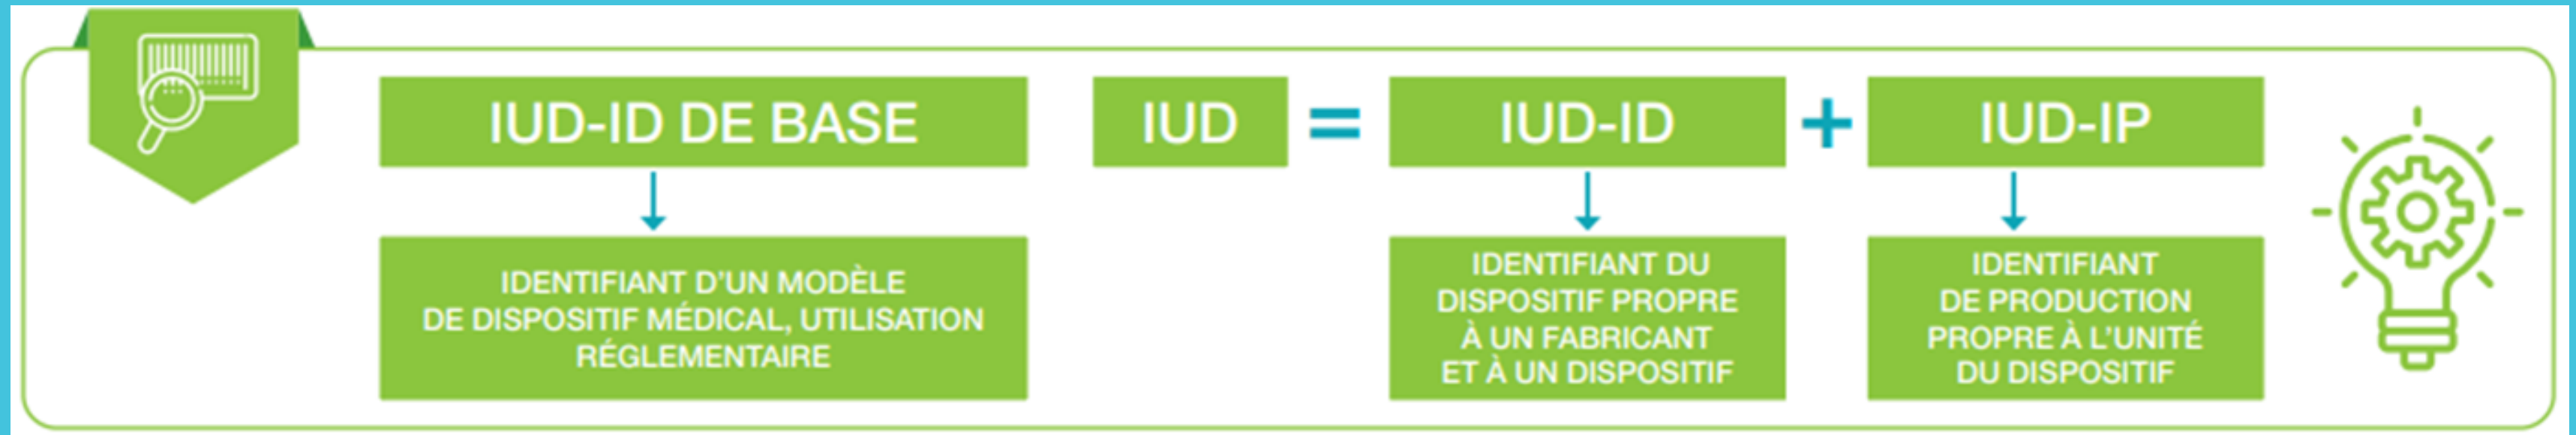 IUD-ID DE BASE
IDENTIFIANT D'UN MODÈLE
DE DISPOSITIF MÉDICAL, UTILISATION
RÉGLEMENTAIRE
IUD = IUD-ID + IUD-IP
IDENTIFIANT DU
DISPOSITIF PROPRE
À UN FABRICANT
ET À UN DISPOSITIF
IDENTIFIANT
DE PRODUCTION
PROPRE À L'UNITÉ
DU DISPOSITIF